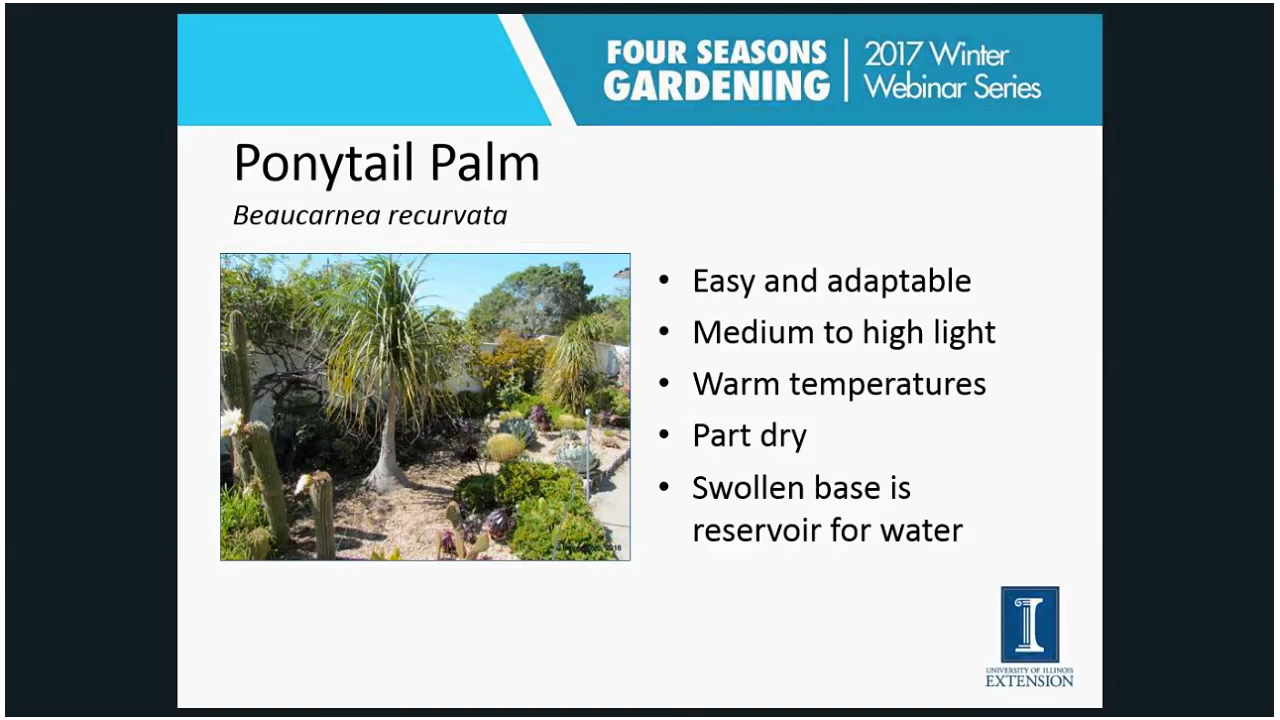 FOUR SEASONS
GARDENING
2017 Winter
Webinar Series
Ponytail Palm
Beaucarnea recurvata
• Easy and adaptable
• Medium to high light
• Warm temperatures
• Part dry
• Swollen base is
reservoir for water
2016
UNIVERSITY OF ILLINOIS
EXTENSION